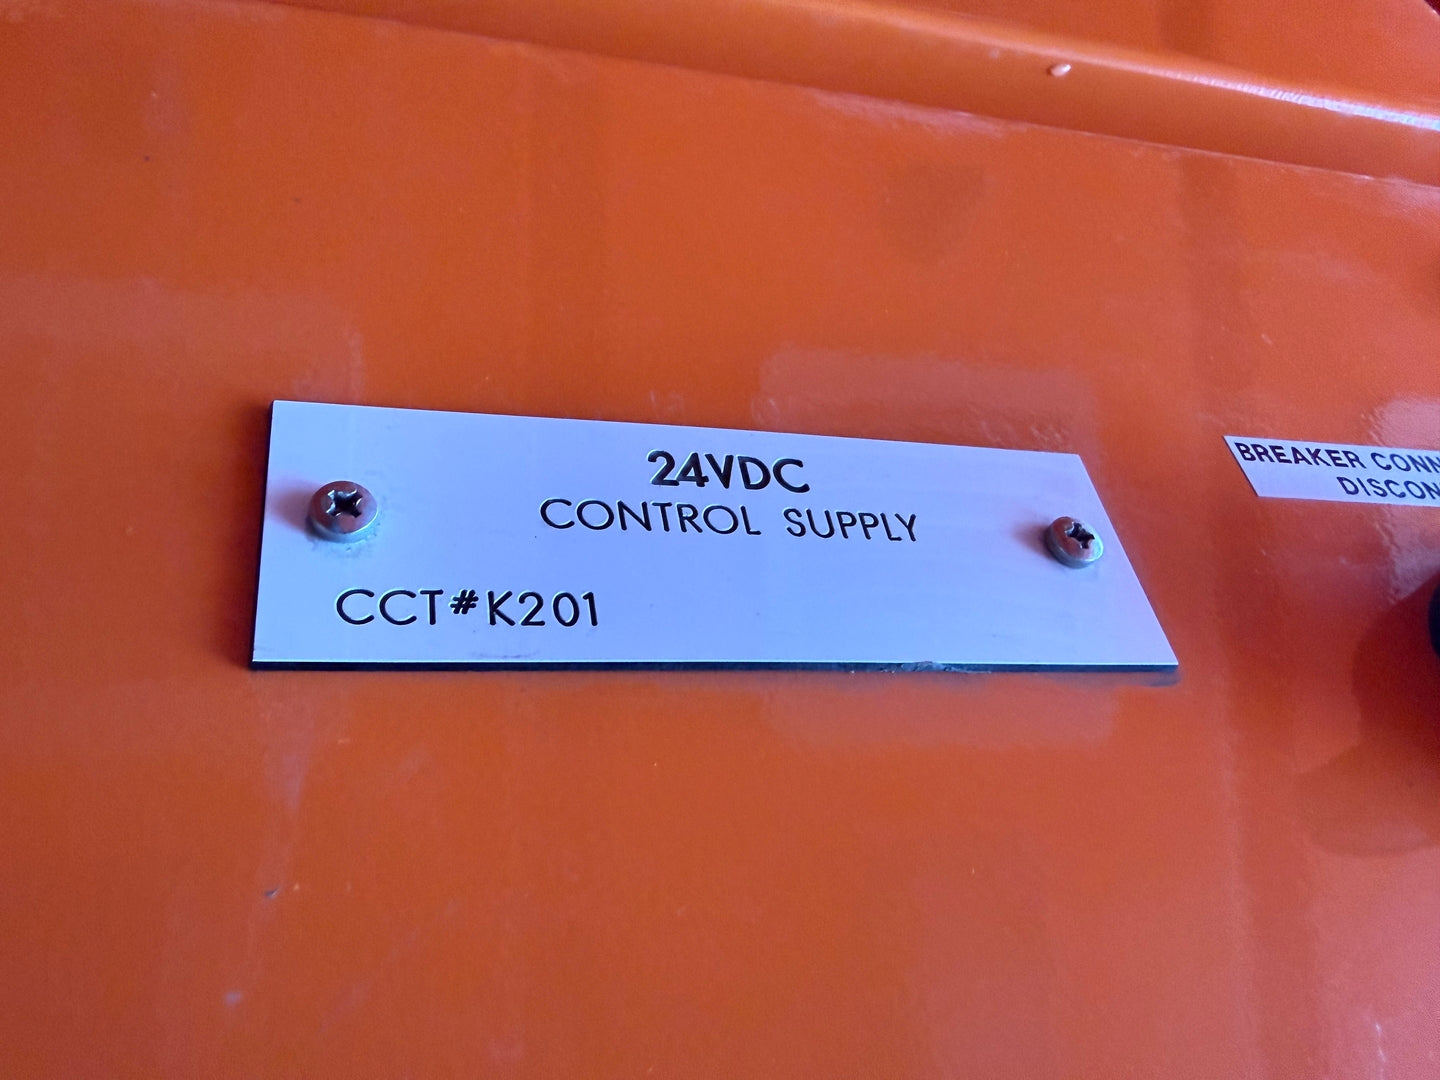 24VDC
CONTROL SUPPLY
CCT#K201
BREAKER